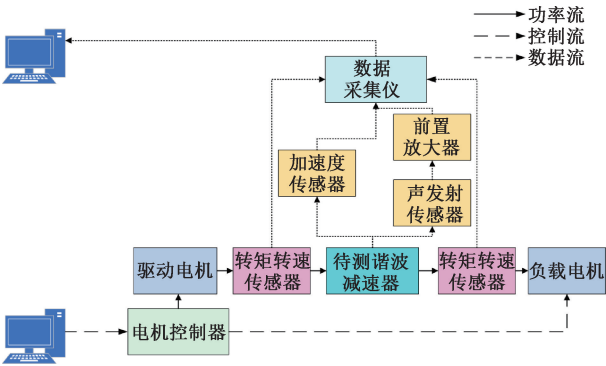 功率流
控制流
数据流
数据
采集仪
前置
放大器
加速度
传感器
声发射
传感器
驱动电机
转矩转速
传感器
待测谐波
减速器
转矩转速
传感器
负载电机
电机控制器